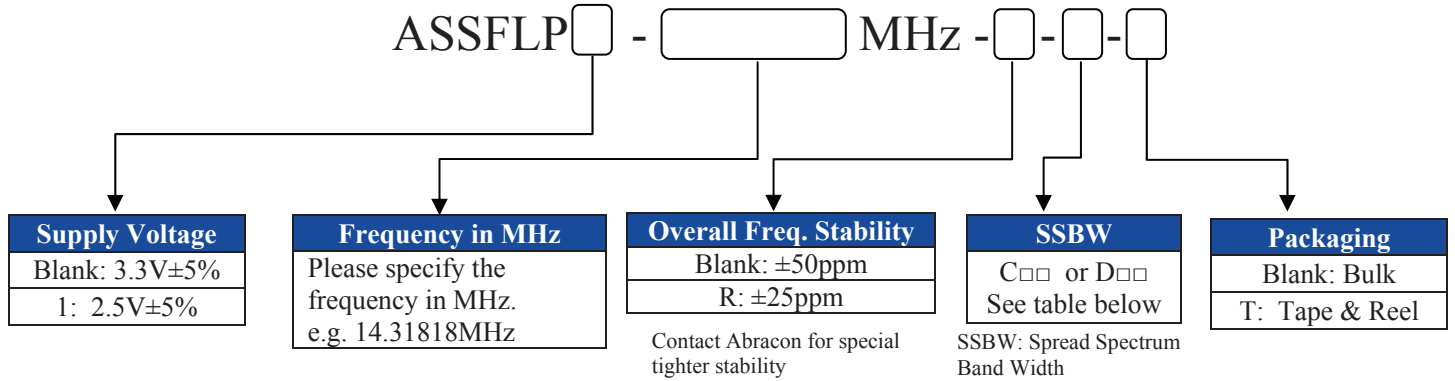 ASSFLP□ - □ MHz -□-□-□
Supply Voltage
Blank: 3.3V±5%
1: 2.5V±5%
Frequency in MHz
Please specify the
frequency in MHz.
e.g. 14.31818MHz
Overall Freq. Stability
Blank: ±50ppm
R: ±25ppm
Contact Abracon for special
tighter stability
SSBW
C□□ or D□□
See table below
SSBW: Spread Spectrum
Band Width
Packaging
Blank: Bulk
T: Tape & Reel